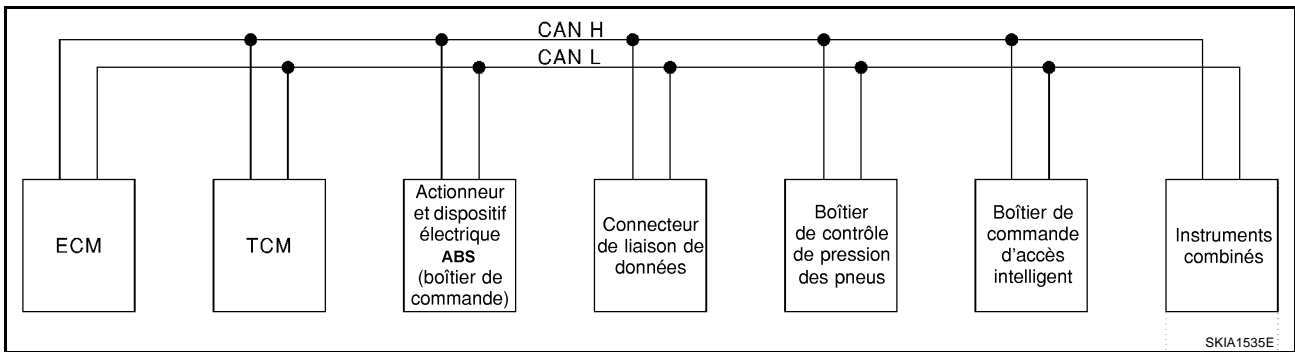 CAN H
CAN L
ECM
TCM
Actionneur
et dispositif
électrique
ABS
(boîtier de
commande)
Connecteur
de liaison de
données
Boîtier
de contrôle
de pression
des pneus
Boîtier de
commande
d'accès
intelligent
Instruments
combinés
SKIA1535E